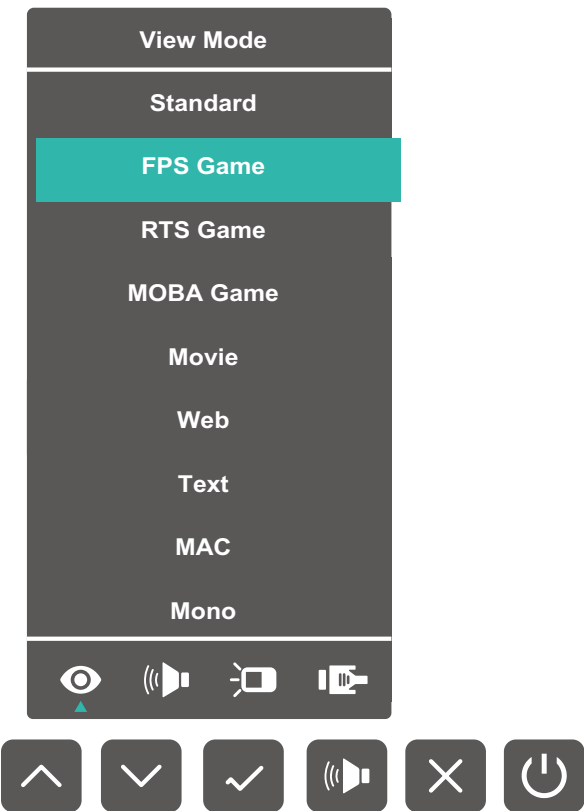 View Mode
Standard
FPS Game
RTS Game
MOBA Game
Movie
Web
Text
MAC
Mono